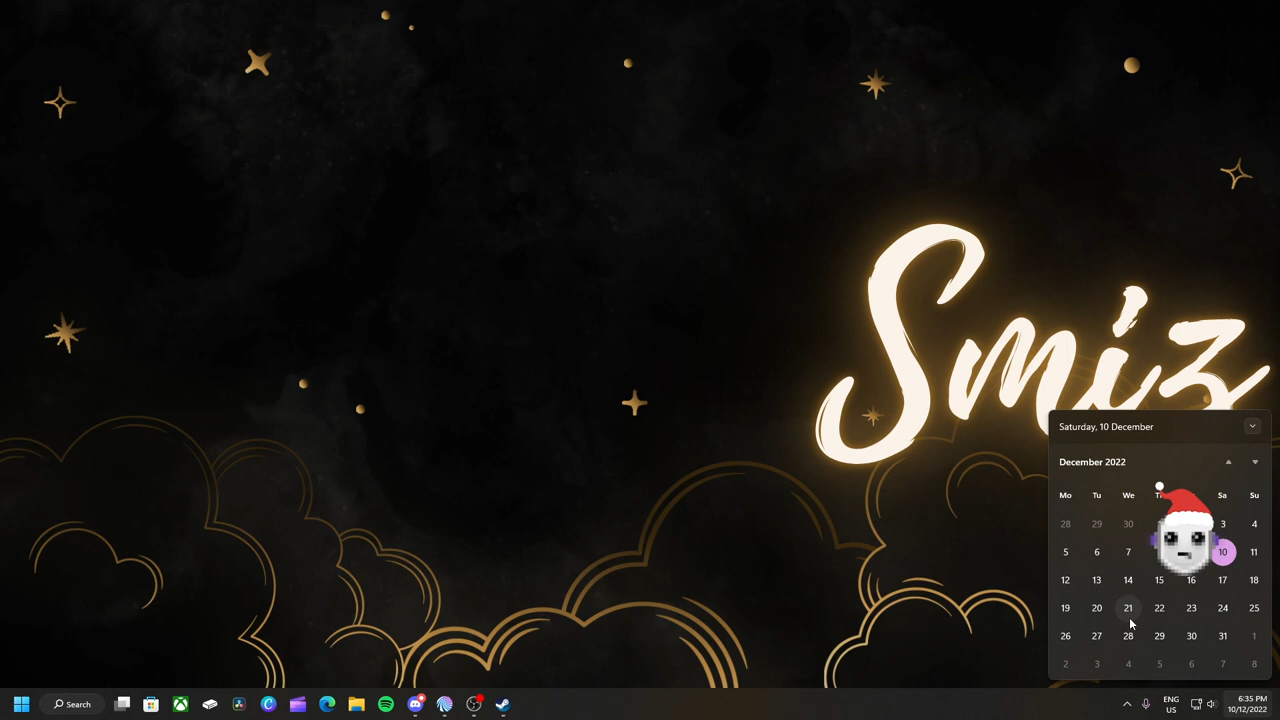 Smiz
Saturday, 10 December
December 2022
Mo Tu We Sa Su
28 29 30 3 4
5 6 7 10 11
12 13 14 15 16 17 18
19 20 21 22 23 24 25
26 27 28 29 30 31 1
2 3 4 5 6 7 8
Search
ENG
US
6:35 PM
10/12/2022